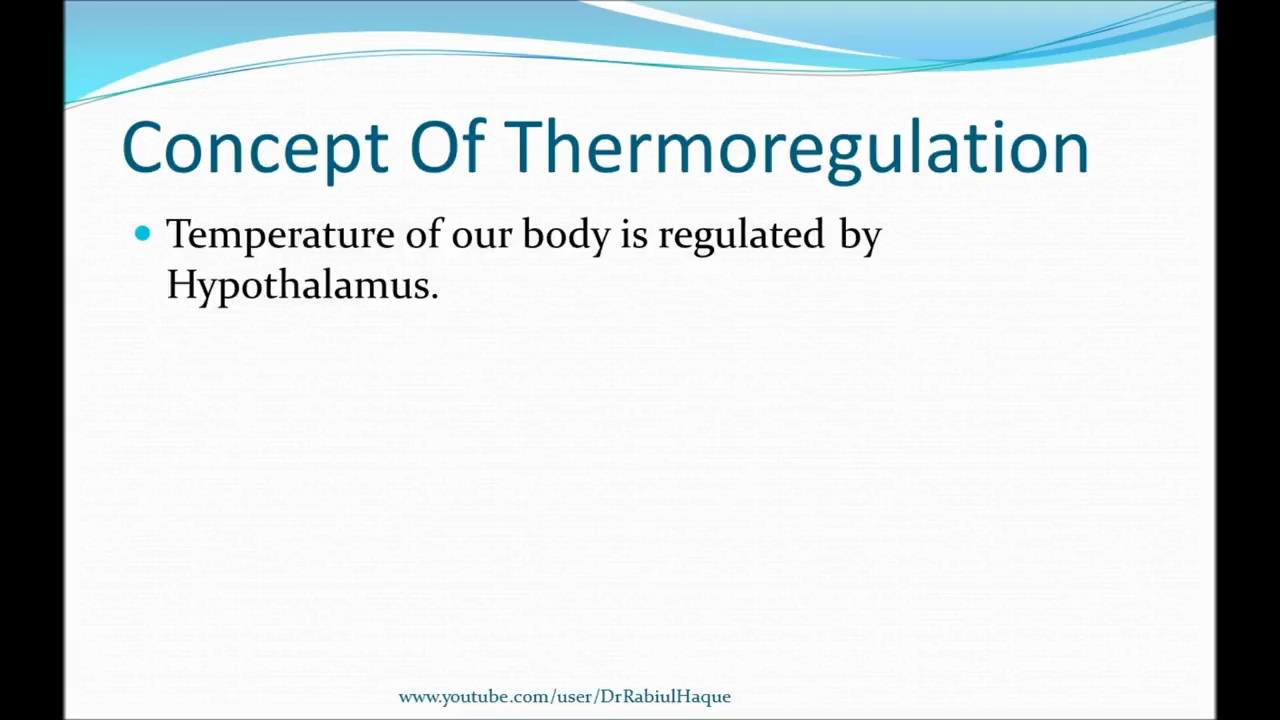 Concept Of Thermoregulation
Temperature of our body is regulated by
Hypothalamus.
www.youtube.com/user/DrRabiulHaque